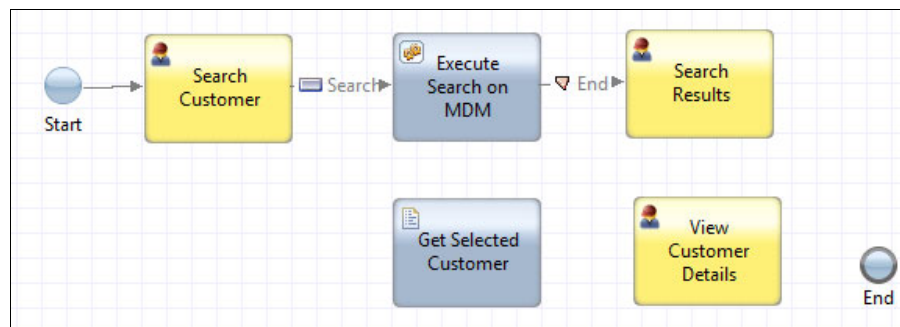 Start
Search
Customer
Search
Execute
Search on
MDM
End
Search
Results
Get Selected
Customer
View
Customer
Details
End